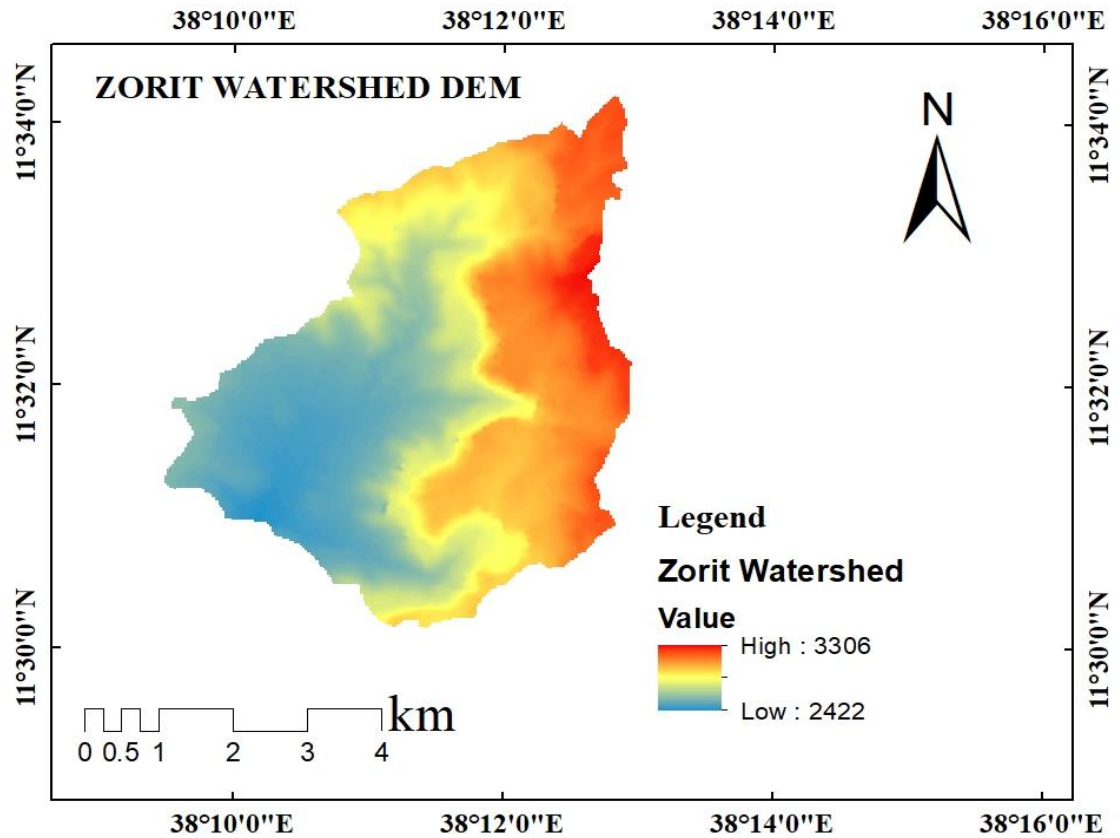 38°10'0"E 38°12'0"E 38°14'0"E 38°16'0"E
ZORIT WATERSHED DEM
N
11°34'0"N 11°34'0"N
11°32'0"N 11°32'0"N
Legend
Zorit Watershed
Value
High : 3306
Low : 2422
11°30'0"N 11°30'0"N
km
0 0.5 1 2 3 4
38°10'0"E 38°12'0"E 38°14'0"E 38°16'0"E